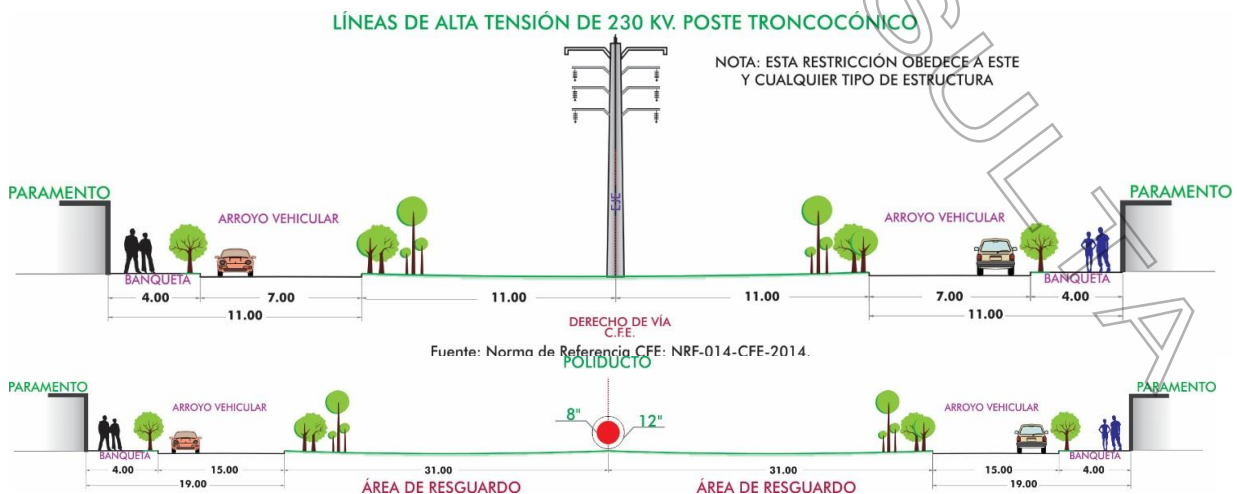 LÍNEAS DE ALTA TENSIÓN DE 230 KV. POSTE TRONCOCÓNICO
NOTA: ESTA RESTRICCIÓN OBEDECE A ESTE
Y CUALQUIER TIPO DE ESTRUCTURA
PARAMENTO
PARAMENTO
ARROYO VEHICULAR
EJE
ARROYO VEHICULAR
BANQUETA
BANQUETA
4.00 7.00 11.00 11.00 7.00 4.00
11.00 11.00
DERECHO DE VÍA
C.F.E.
Fuente: Norma de Referencia CFE: NRF-014-CFE-2014.
POLIDUCTO
PARAMENTO
PARAMENTO
ARROYO VEHICULAR
8" 12"
ARROYO VEHICULAR
BANQUETA
BANQUETA
4.00 15.00 31.00 31.00 15.00 4.00
19.00 19.00
ÁREA DE RESGUARDO ÁREA DE RESGUARDO
SULTA